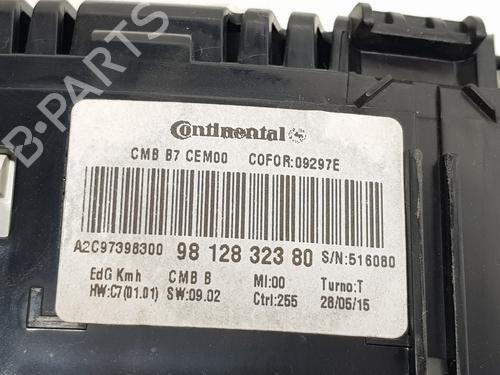 Continental
CMB B7 CEM00 COFOR:09297E
A2C97398300 98 128 323 80 S/N:516080
EdG Kmh CMB B MI:00 Turno:T
HW:C7(01.01) SW:09.02 Ctrl:255 28/05/15
B-PARTS